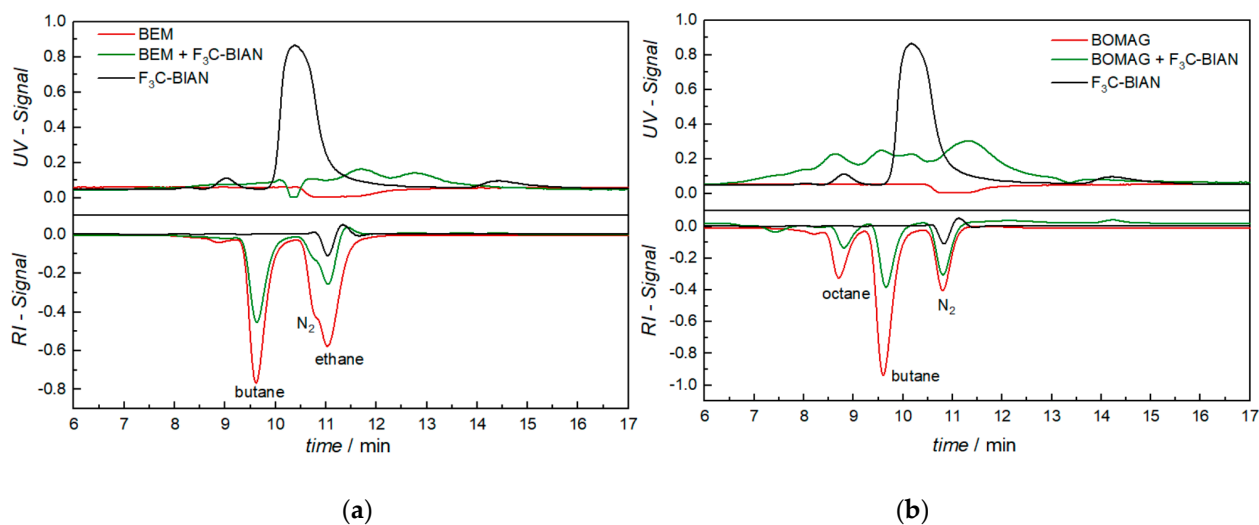 BEM
BEM + F₃C-BIAN
F₃C-BIAN
UV - Signal
1.0
0.8
0.6
0.4
0.2
0.0
RI - Signal
0.0
-0.2
-0.4
-0.6
-0.8
N₂
ethane
butane
6 7 8 9 10 11 12 13 14 15 16 17
time / min
(a)
BOMAG
BOMAG + F₃C-BIAN
F₃C-BIAN
UV - Signal
1.0
0.8
0.6
0.4
0.2
0.0
RI - Signal
0.0
-0.2
-0.4
-0.6
-0.8
-1.0
octane
N₂
butane
6 7 8 9 10 11 12 13 14 15 16 17
time / min
(b)